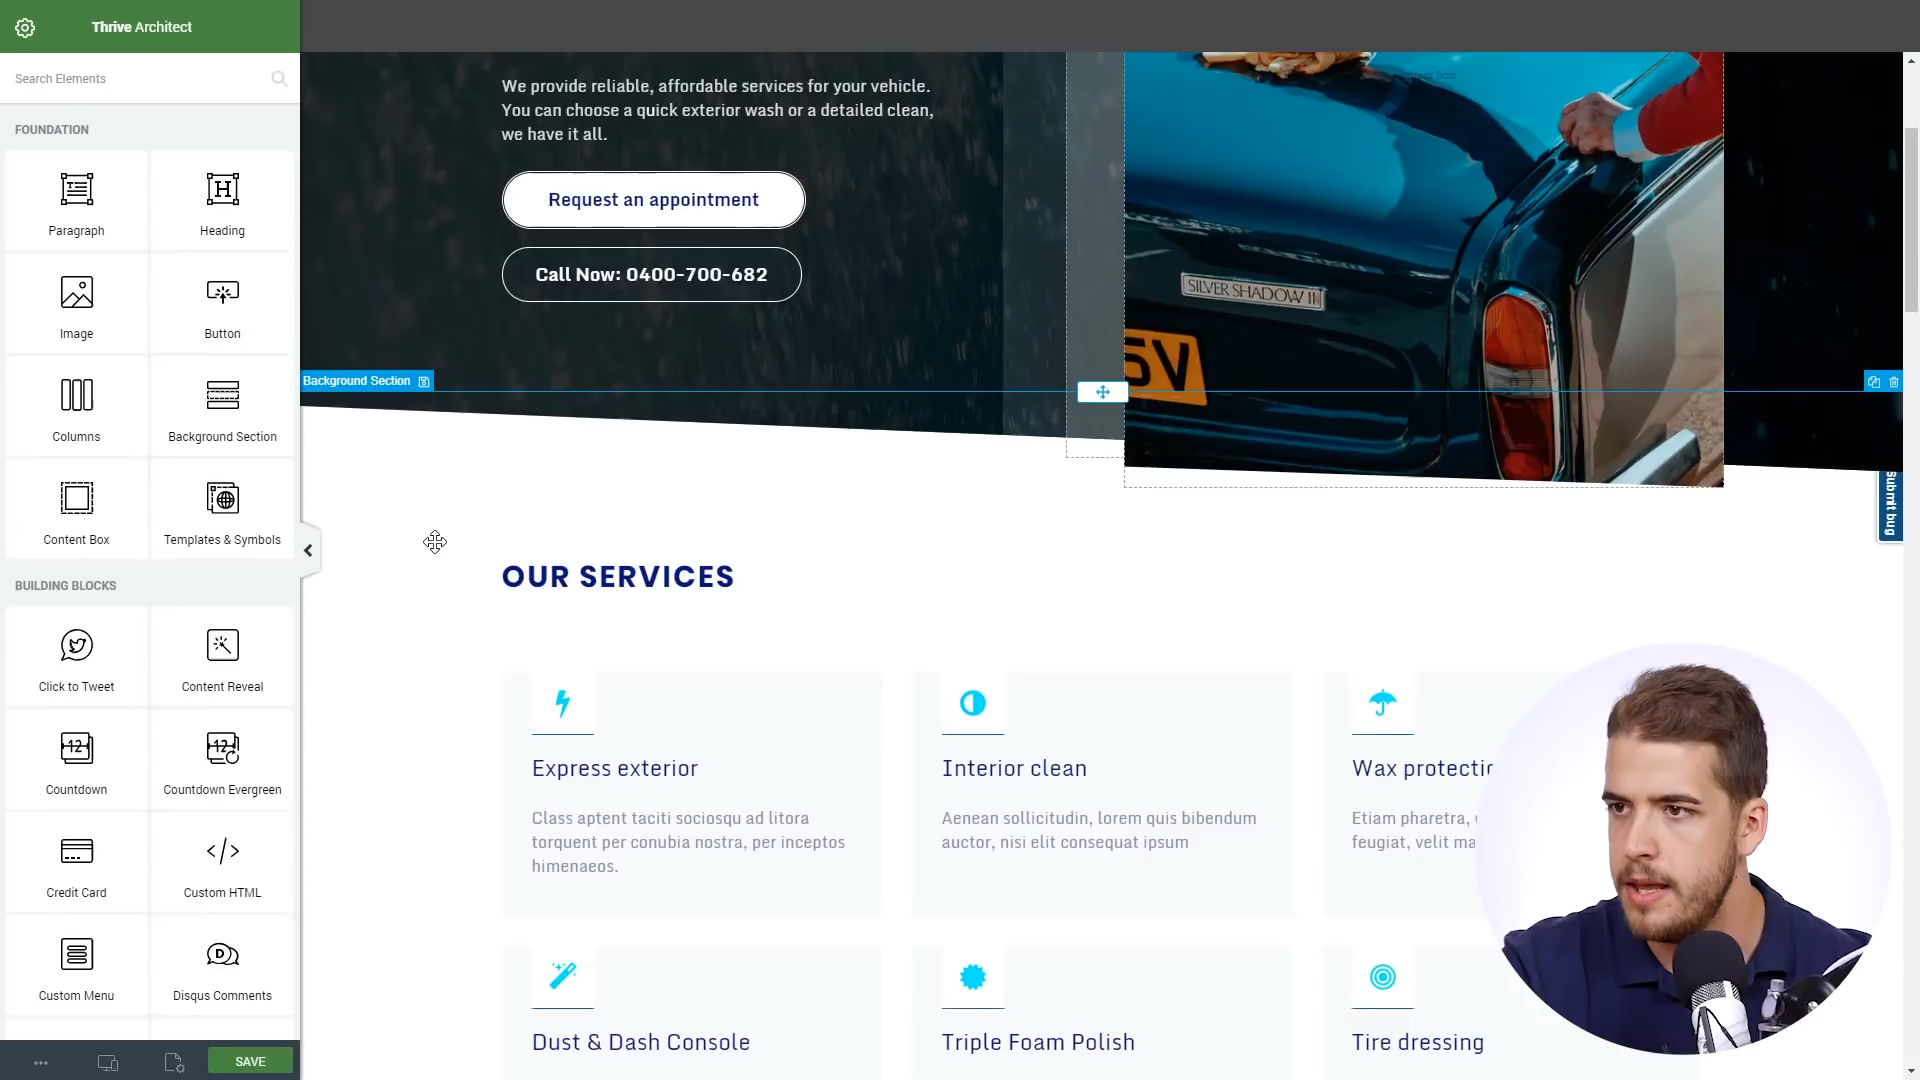 Thrive Architect
Search Elements
FOUNDATION
Paragraph
Heading
Image
Button
Columns
Background Section
Content Box
Templates & Symbols
BUILDING BLOCKS
Click to Tweet
Content Reveal
Countdown
Countdown Evergreen
Credit Card
Custom HTML
Custom Menu
Disqus Comments
SAVE
We provide reliable, affordable services for your vehicle.
You can choose a quick exterior wash or a detailed clean,
we have it all.
Request an appointment
Call Now: 0400-700-682
SILVER SHADOW II
5V
Background Section
Submit bug
OUR SERVICES
Express exterior
Class aptent taciti sociosqu ad litora
torquent per conubia nostra, per inceptos
himenaeos.
Interior clean
Aenean sollicitudin, lorem quis bibendum
auctor, nisi elit consequat ipsum
Wax protectio
Etiam pharetra,
feugiat, velit ma
Dust & Dash Console
Triple Foam Polish
Tire dressing